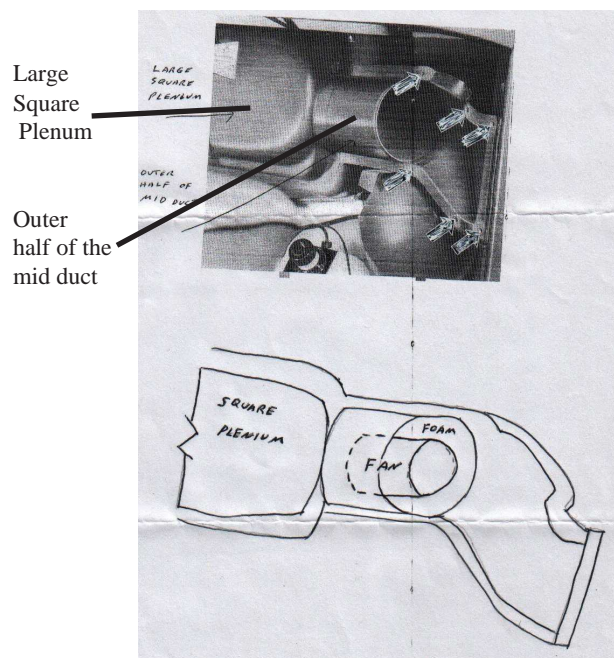 Large
Square
Plenum
LARGE
SQUARE
PLENUM
Outer
half of the
mid duct
OUTER
HALF OF
MID DUCT
SQUARE
PLENIUM
FOAM
FAN